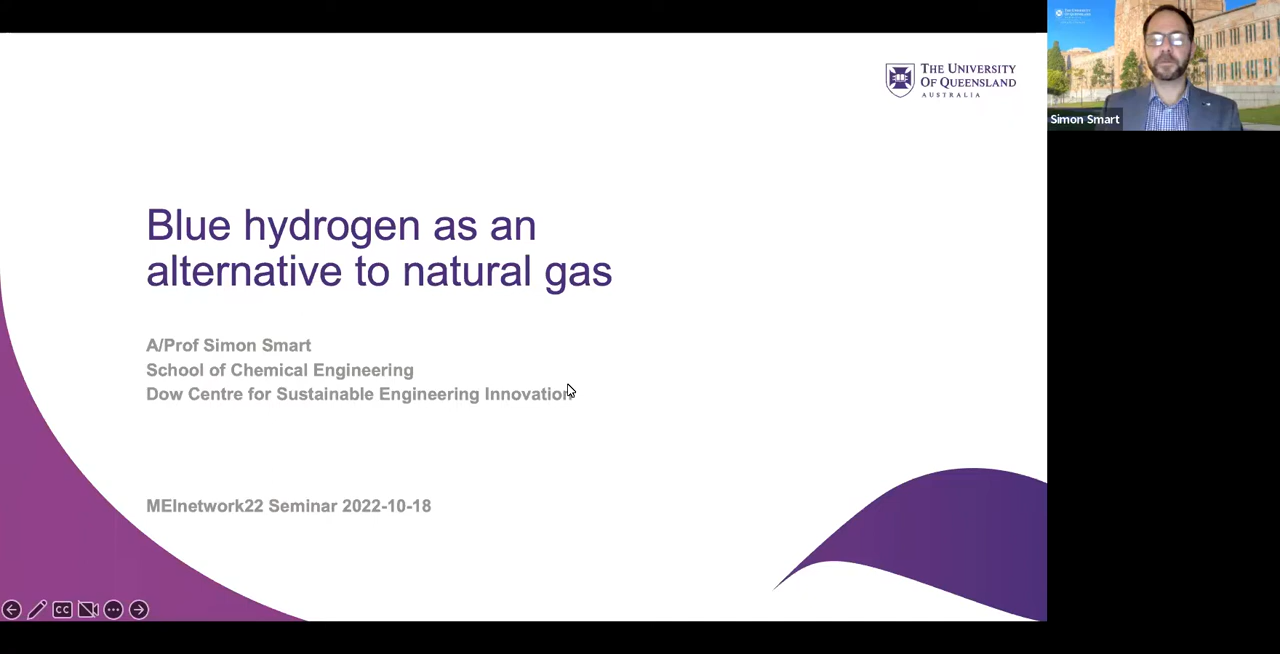 THE UNIVERSITY
OF QUEENSLAND
AUSTRALIA
Simon Smart
Blue hydrogen as an
alternative to natural gas
A/Prof Simon Smart
School of Chemical Engineering
Dow Centre for Sustainable Engineering Innovation
MEInetwork22 Seminar 2022-10-18
CC